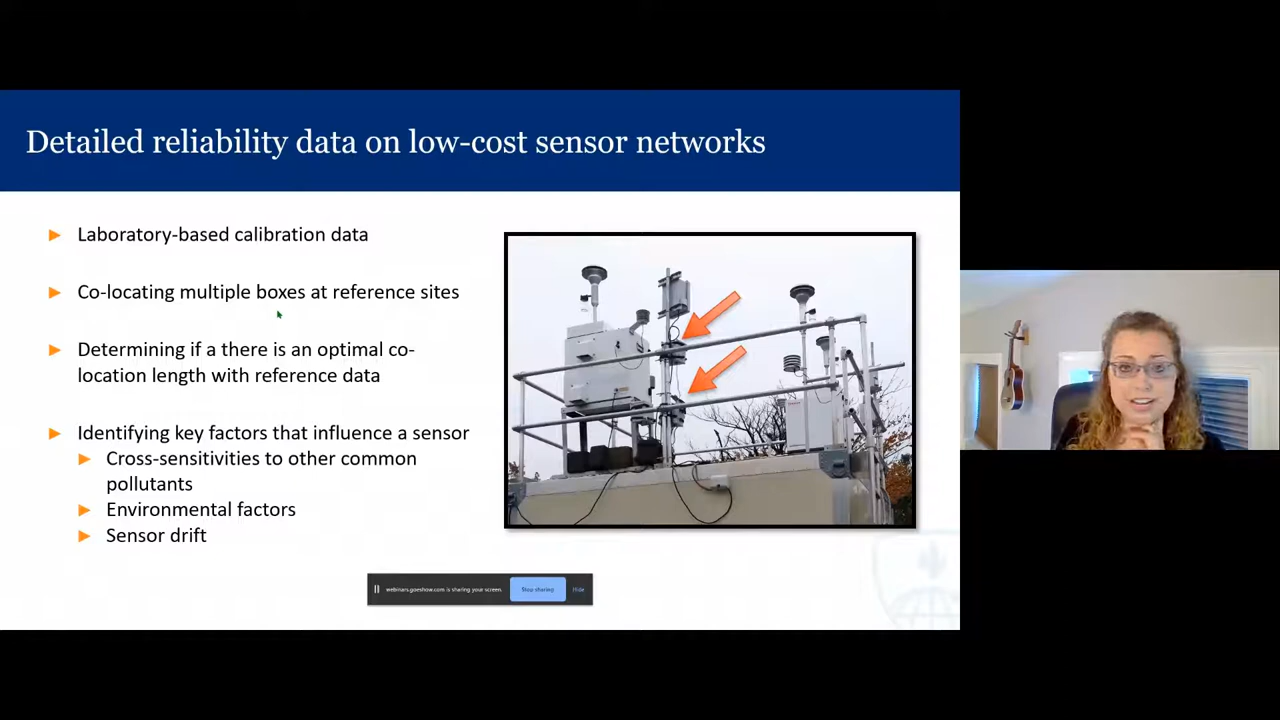 Detailed reliability data on low-cost sensor networks
Laboratory-based calibration data
Co-locating multiple boxes at reference sites
Determining if a there is an optimal co-
location length with reference data
Identifying key factors that influence a sensor
Cross-sensitivities to other common
pollutants
Environmental factors
Sensor drift
webinars.goeshow.com is sharing your screen.
Stop sharing
Hide